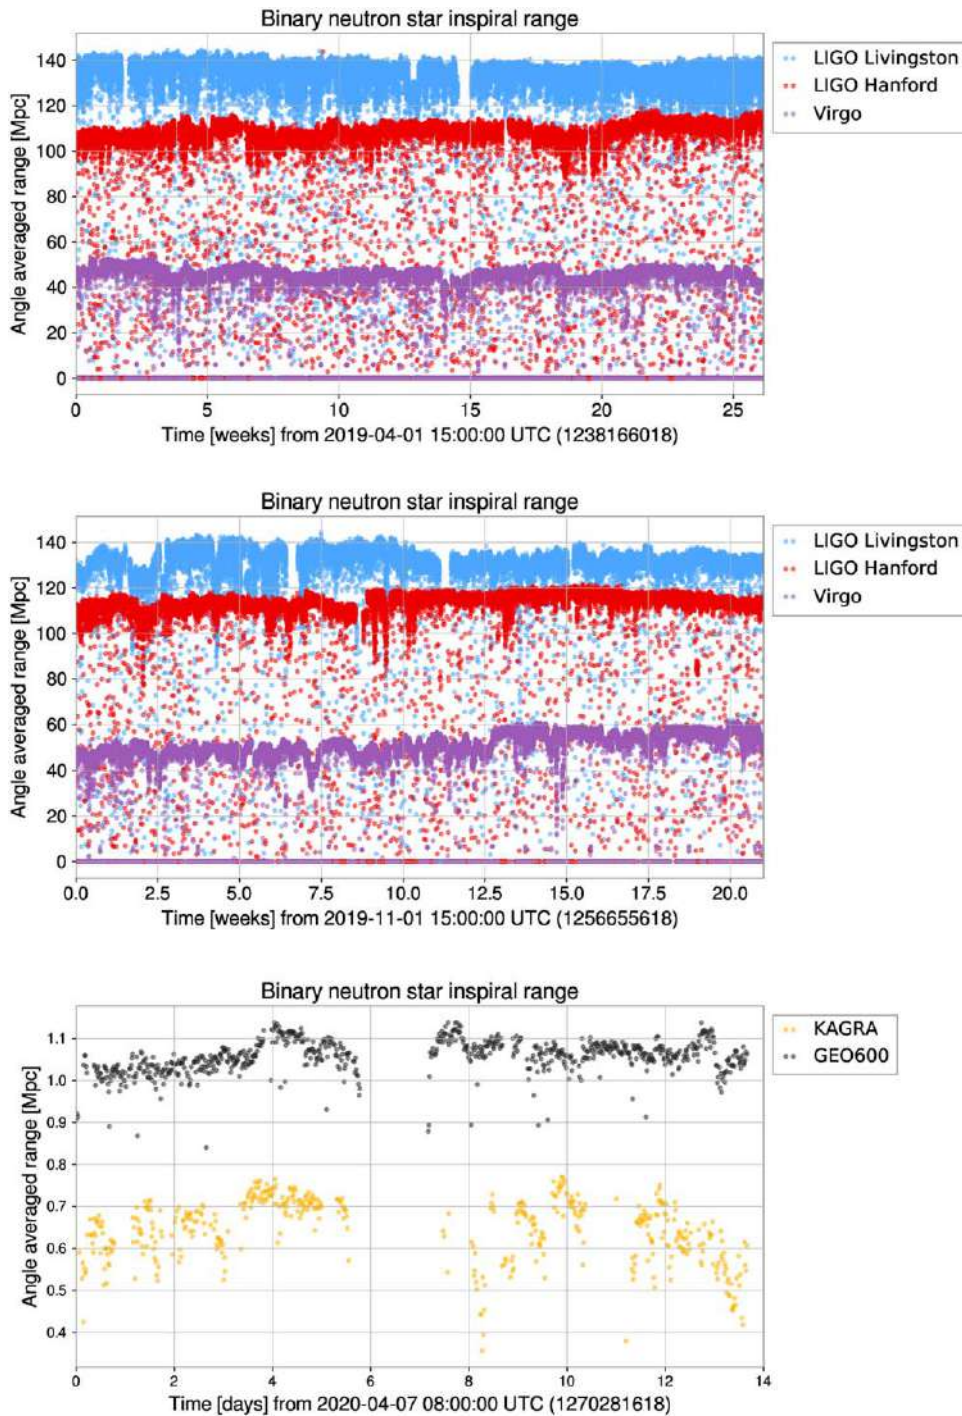 Binary neutron star inspiral range
Angle averaged range [Mpc]
140
120
100
80
60
40
20
0
0 5 10 15 20 25
Time [weeks] from 2019-04-01 15:00:00 UTC (1238166018)
LIGO Livingston
LIGO Hanford
Virgo
Binary neutron star inspiral range
Angle averaged range [Mpc]
140
120
100
80
60
40
20
0
0.0 2.5 5.0 7.5 10.0 12.5 15.0 17.5 20.0
Time [weeks] from 2019-11-01 15:00:00 UTC (1256655618)
LIGO Livingston
LIGO Hanford
Virgo
Binary neutron star inspiral range
Angle averaged range [Mpc]
1.1
1.0
0.9
0.8
0.7
0.6
0.5
0.4
0 2 4 6 8 10 12 14
Time [days] from 2020-04-07 08:00:00 UTC (1270281618)
KAGRA
GEO600